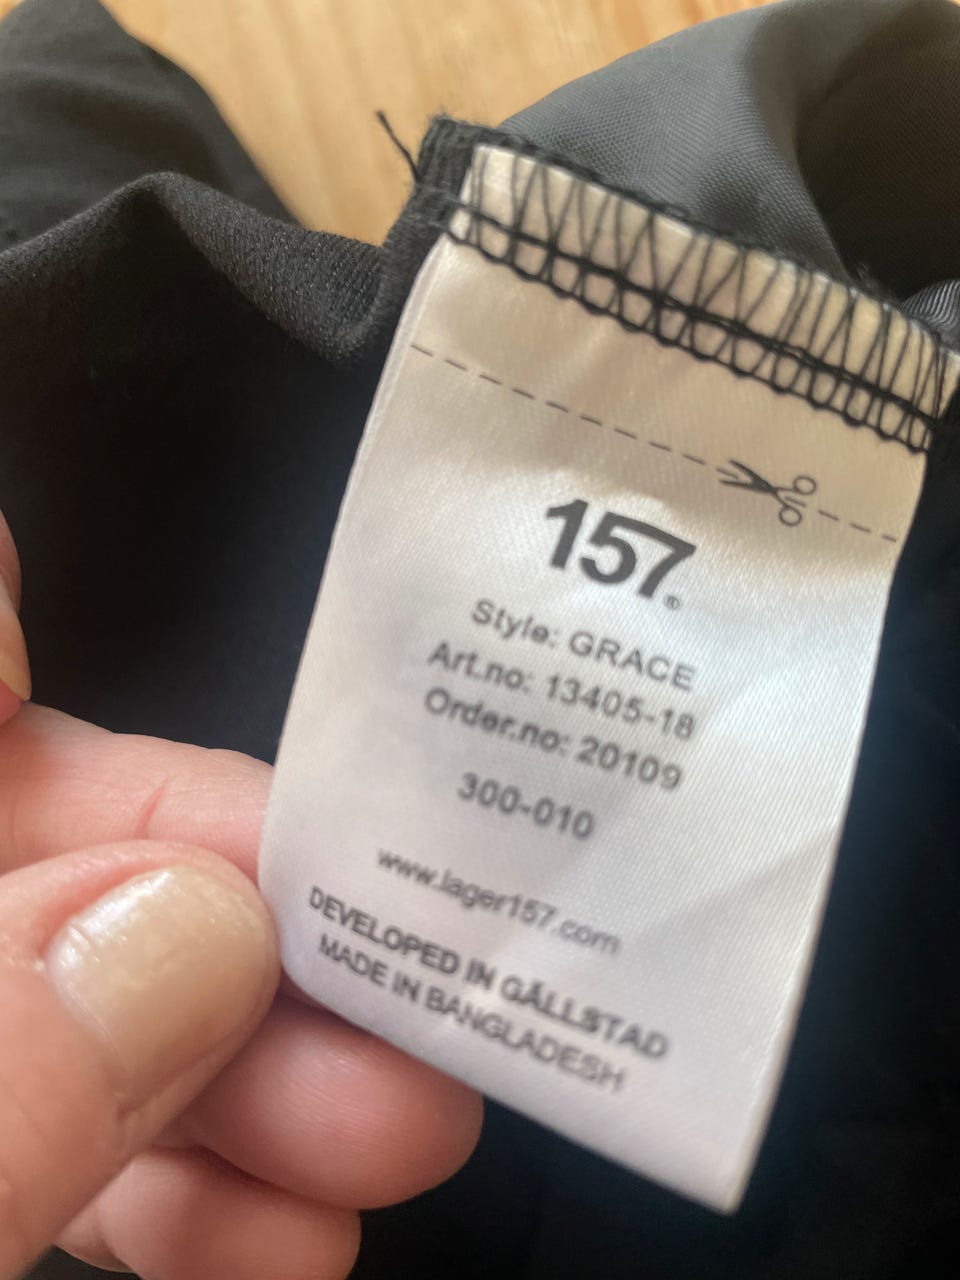 157®
Style: GRACE
Art.no: 13405-18
Order.no: 20109
300-010
www.lager157.com
DEVELOPED IN GÄLLSTAD
MADE IN BANGLADESH